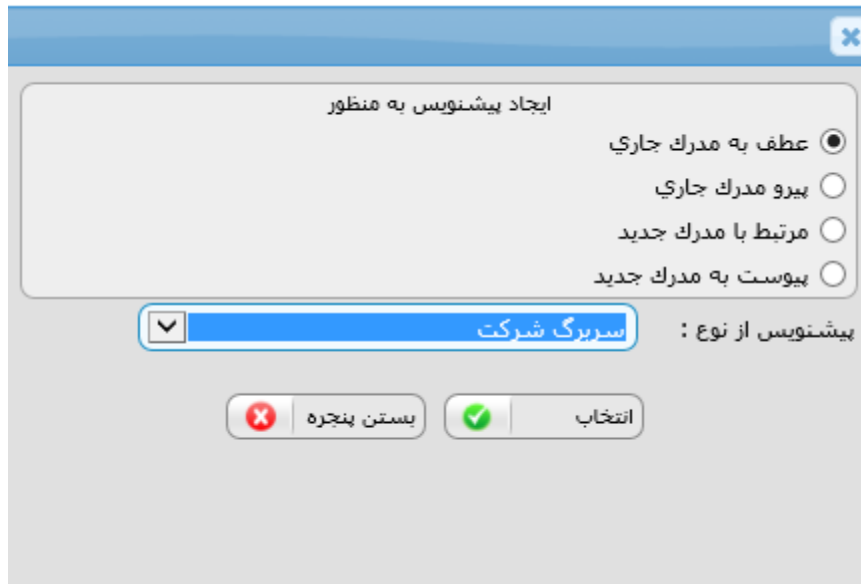 ايجاد پيشنويس به منظور
عطف به مدرك جاري
پيرو مدرك جاري
مرتبط با مدرك جديد
پيوست به مدرك جديد
پيشنويس از نوع : سربرگ شرکت
انتخاب بستن پنجره